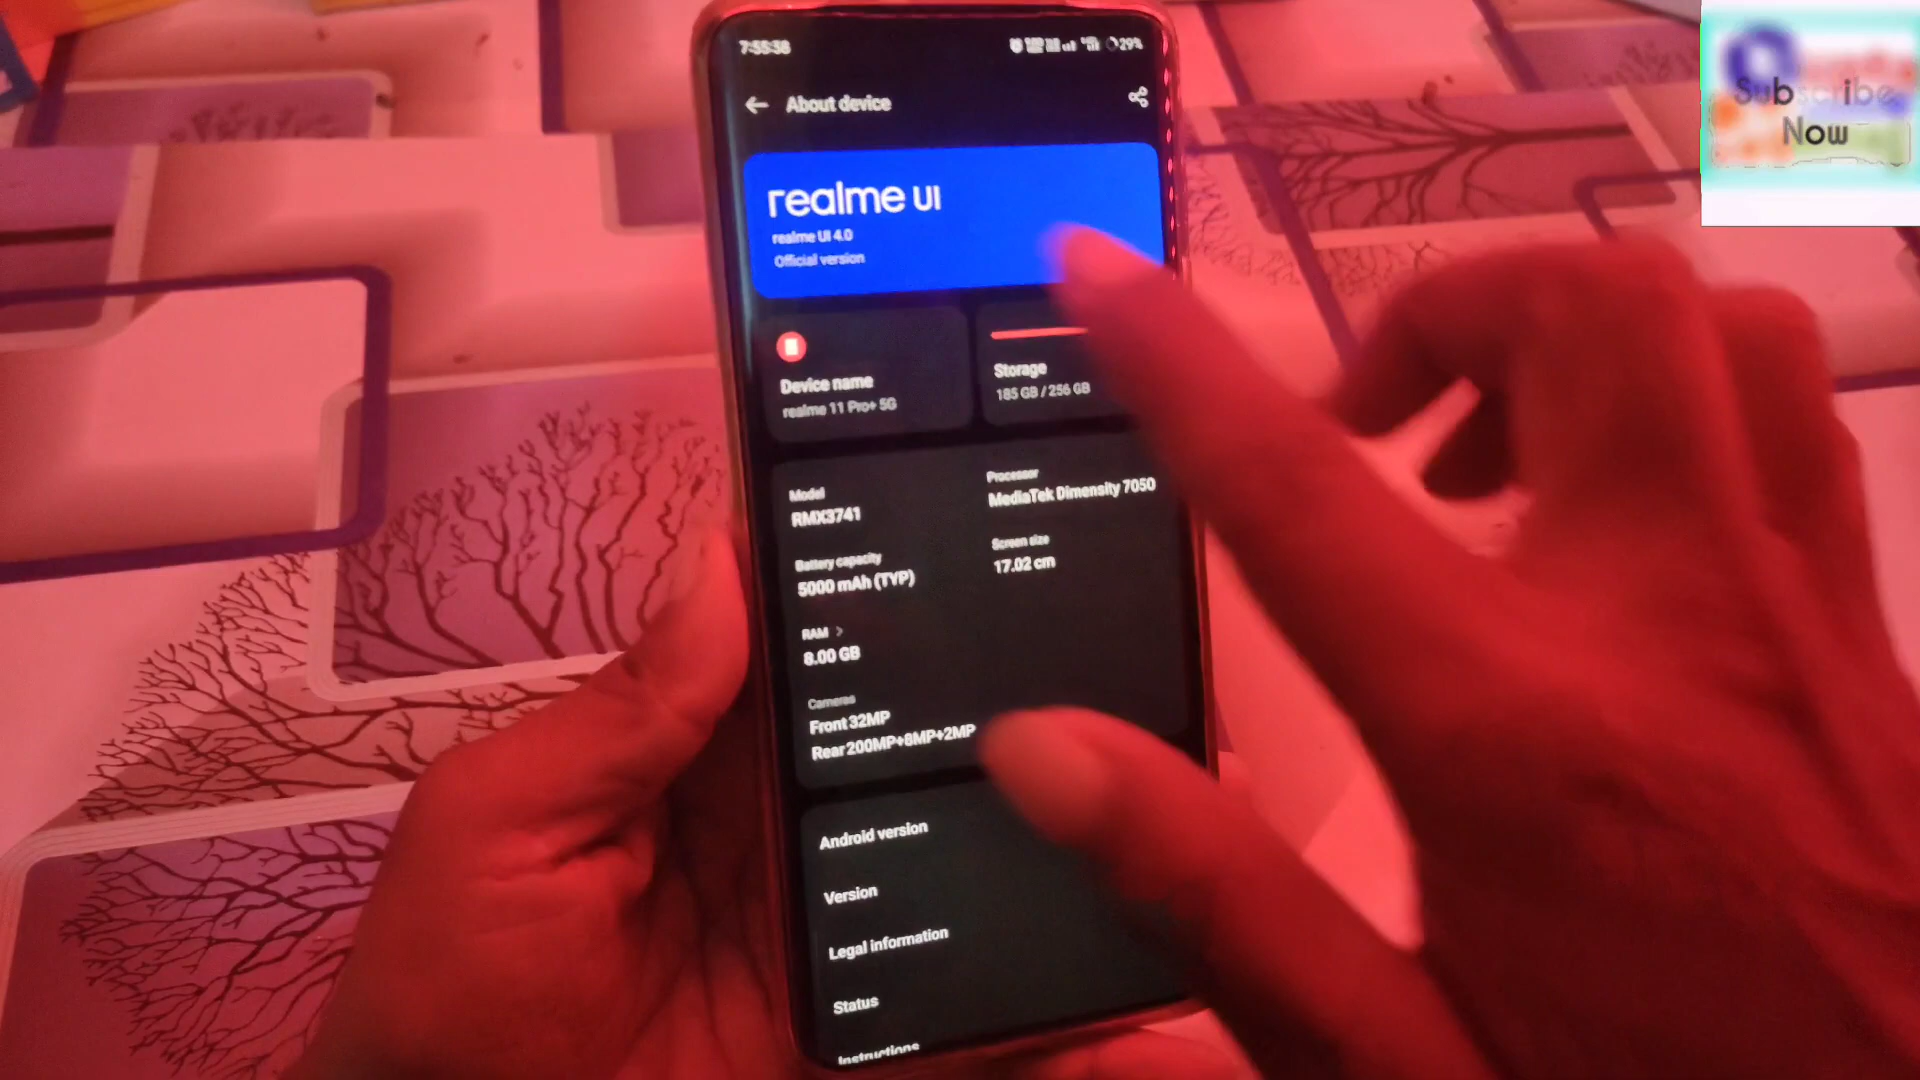 7:55:38
29%
About device
realme UI
realme UI 4.0
Official version
Device name
realme 11 Pro+ 5G
Storage
185 GB / 256 GB
Model
RMX3741
Processor
MediaTek Dimensity 7050
Battery capacity
5000 mAh (TYP)
Screen size
17.02 cm
RAM >
8.00 GB
Cameras
Front 32MP
Rear 200MP+8MP+2MP
Android version
Version
Legal information
Status
Instructions
Subscribe
Now